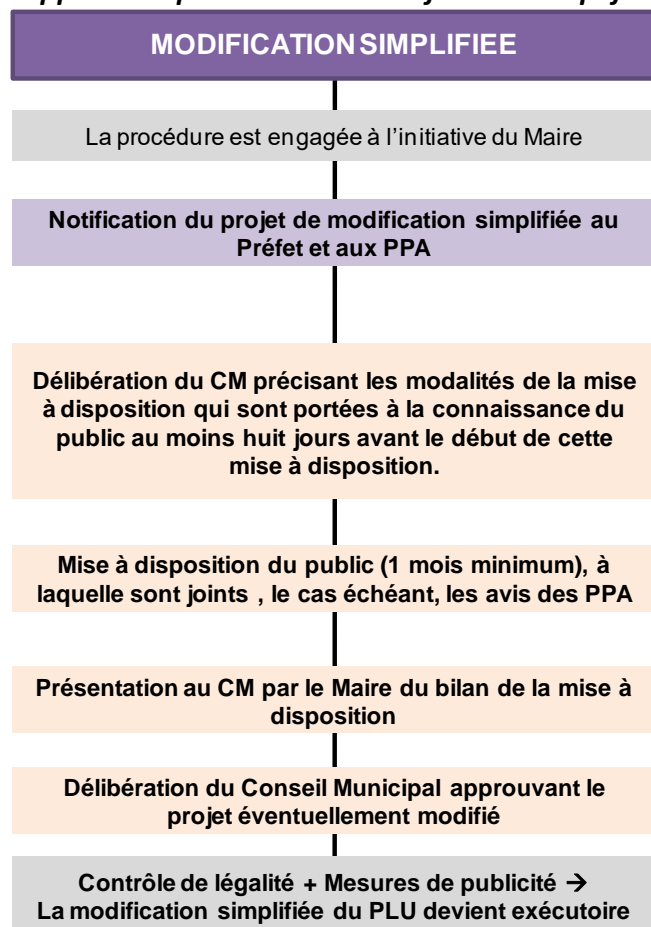 MODIFICATION SIMPLIFIEE
La procédure est engagée à l'initiative du Maire
Notification du projet de modification simplifiée au
Préfet et aux PPA
Délibération du CM précisant les modalités de la mise
à disposition qui sont portées à la connaissance du
public au moins huit jours avant le début de cette
mise à disposition.
Mise à disposition du public (1 mois minimum), à
laquelle sont joints , le cas échéant, les avis des PPA
Présentation au CM par le Maire du bilan de la mise à
disposition
Délibération du Conseil Municipal approuvant le
projet éventuellement modifié
Contrôle de légalité + Mesures de publicité →
La modification simplifiée du PLU devient exécutoire